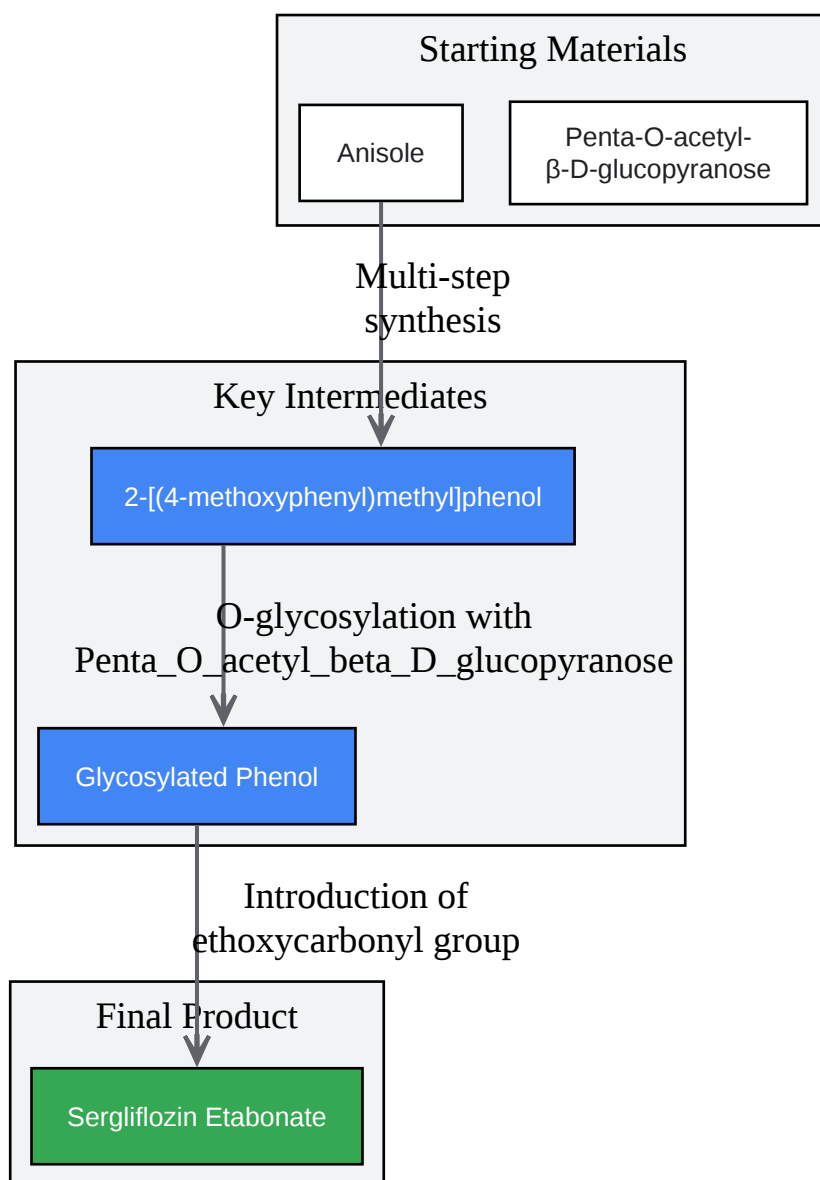 Starting Materials
Anisole
Penta-O-acetyl-
β-D-glucopyranose
Multi-step
synthesis
Key Intermediates
2-[(4-methoxyphenyl)methyl]phenol
O-glycosylation with
Penta_O_acetyl_beta_D_glucopyranose
Glycosylated Phenol
Introduction of
ethoxycarbonyl group
Final Product
Sergliflozin Etabonate